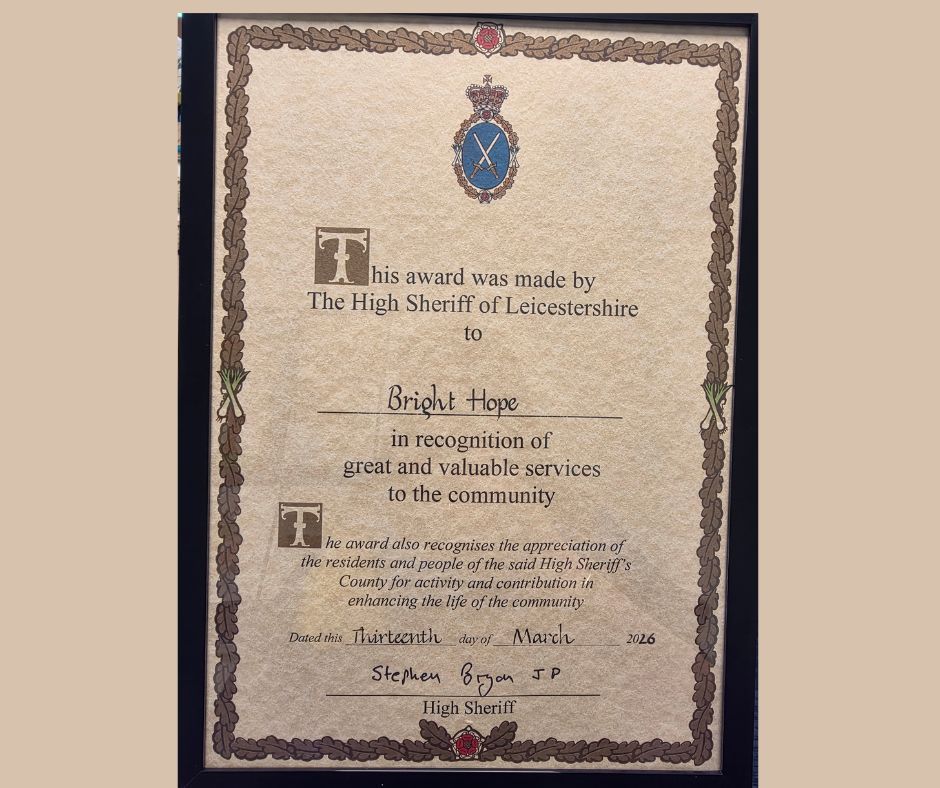 This award was made by
The High Sheriff of Leicestershire
to
Bright Hope
in recognition of
great and valuable services
to the community
The award also recognises the appreciation of
the residents and people of the said High Sheriff's
County for activity and contribution in
enhancing the life of the community
Dated this Thirteenth day of March 2026
Stephen Bryan JP
High Sheriff